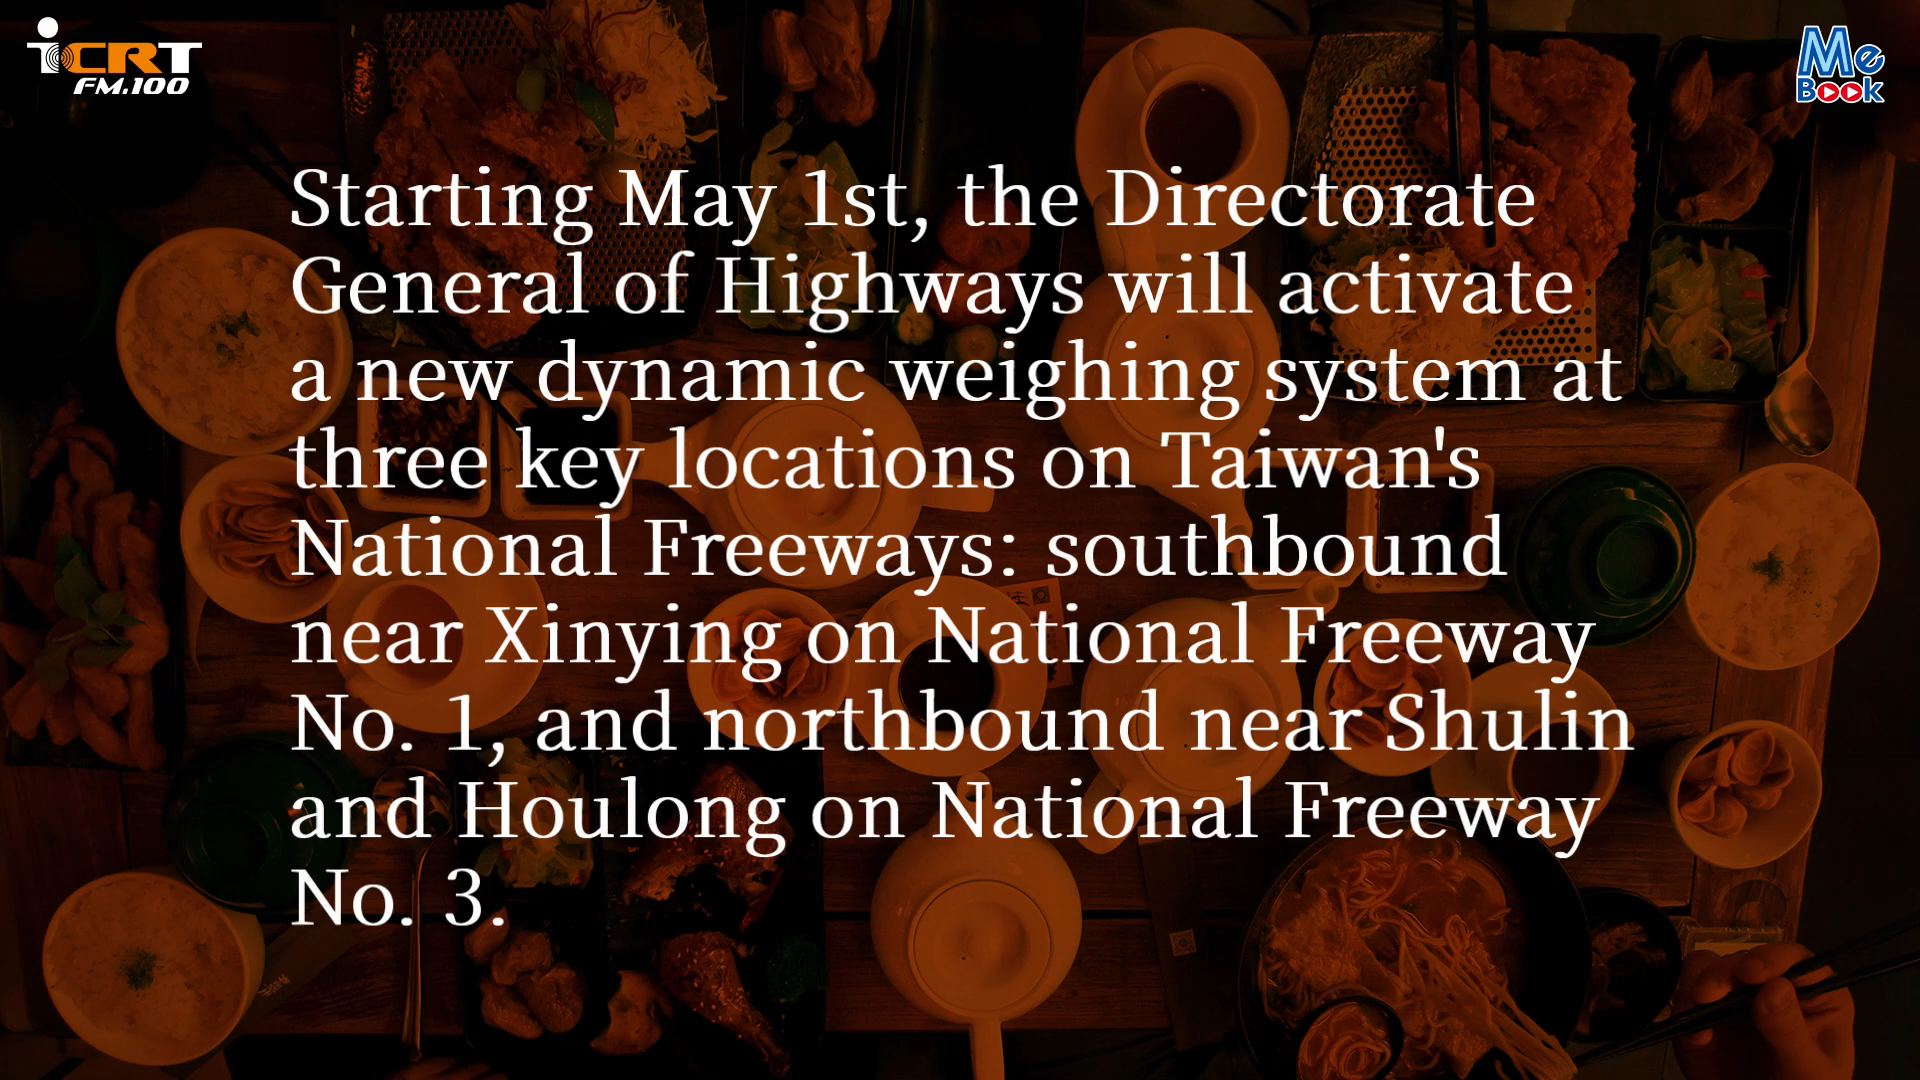 iCRT
FM.100
Me
Book
Starting May 1st, the Directorate
General of Highways will activate
a new dynamic weighing system at
three key locations on Taiwan's
National Freeways: southbound
near Xinying on National Freeway
No. 1, and northbound near Shulin
and Houlong on National Freeway
No. 3.